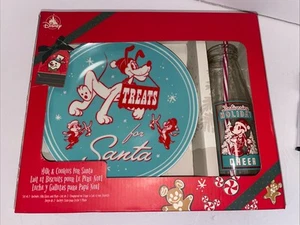 Disney
TREATS
for
Santa
HOLIDAY
CHEER
Milk & Cookies for Santa
Lait et Biscuits pour Le Père Noël
Leche y Galletas para Papá Noel